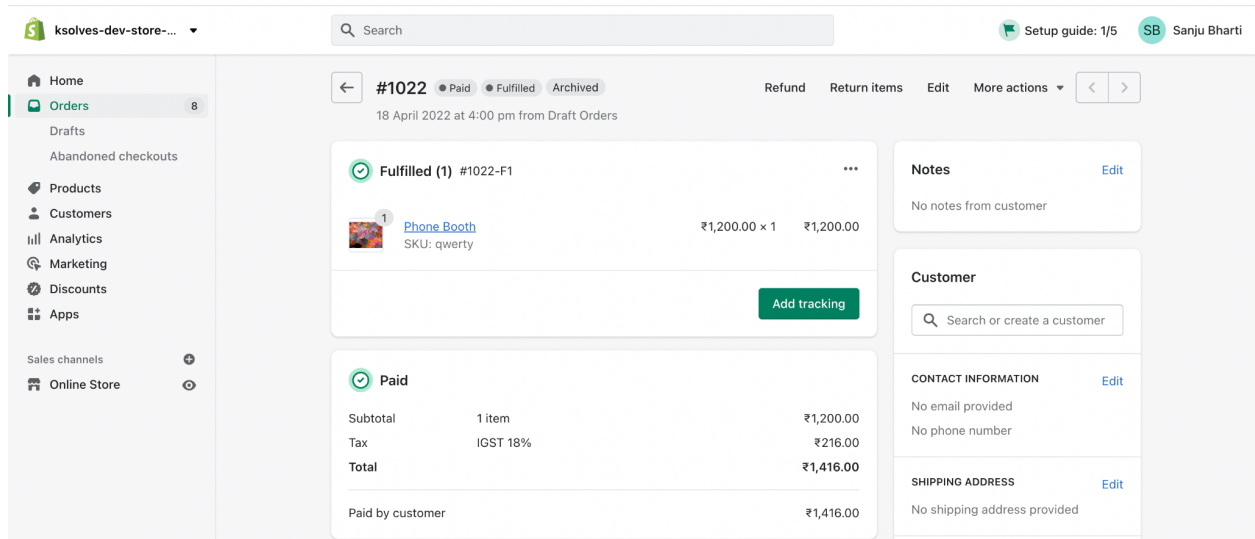 ksolves-dev-store-...
Search
Setup guide: 1/5
SB
Sanju Bharti
Home
Orders
8
Drafts
Abandoned checkouts
Products
Customers
Analytics
Marketing
Discounts
Apps
Sales channels
Online Store
#1022 Paid Fulfilled Archived
Refund
Return items
Edit
More actions
18 April 2022 at 4:00 pm from Draft Orders
Fulfilled (1) #1022-F1
1
Phone Booth ₹1,200.00 × 1 ₹1,200.00
SKU: qwerty
Add tracking
Paid
Subtotal 1 item ₹1,200.00
Tax IGST 18% ₹216.00
Total ₹1,416.00
Paid by customer ₹1,416.00
Notes Edit
No notes from customer
Customer
Search or create a customer
CONTACT INFORMATION Edit
No email provided
No phone number
SHIPPING ADDRESS Edit
No shipping address provided